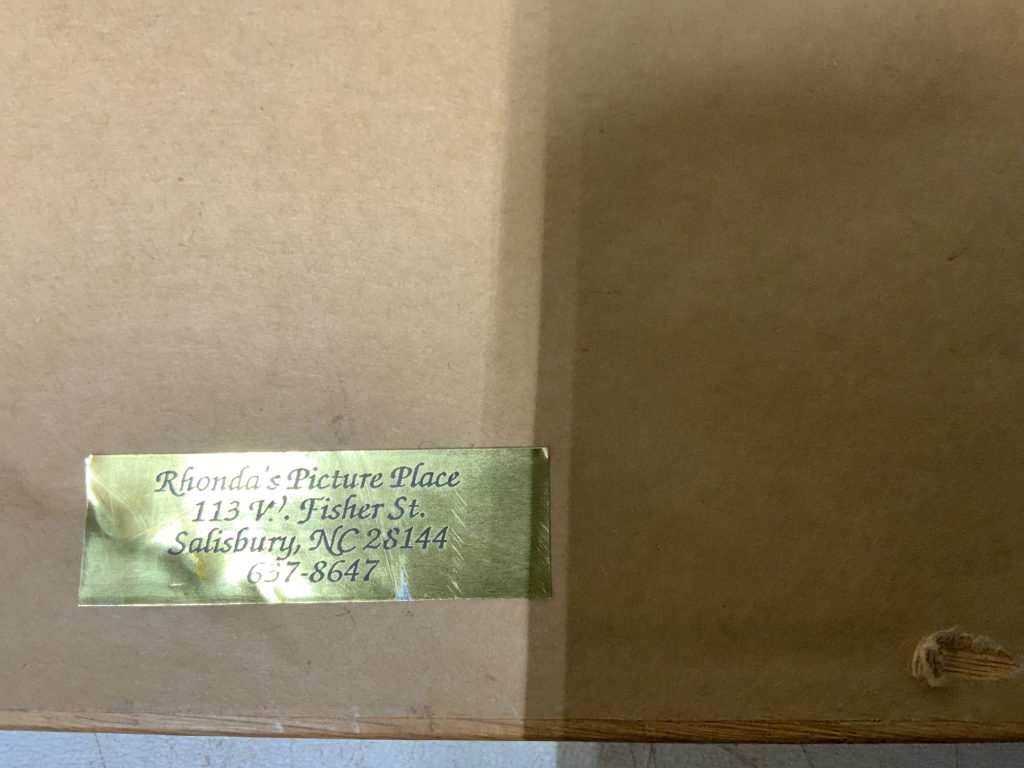 Rhonda's Picture Place
113 W. Fisher St.
Salisbury, NC 28144
637-8647